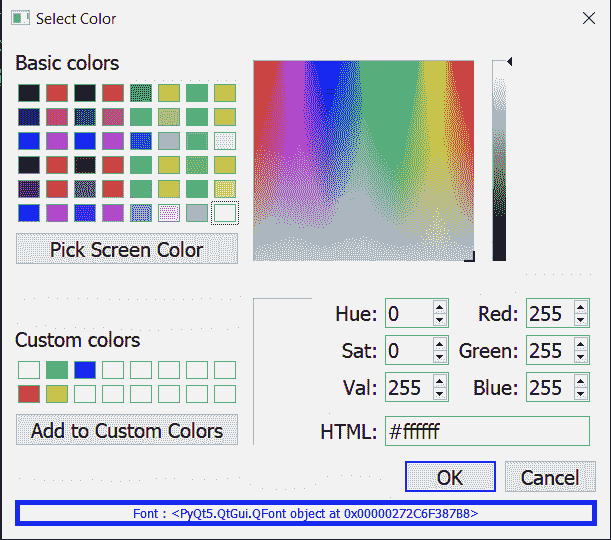 Select Color
Basic colors
Pick Screen Color
Custom colors
Add to Custom Colors
Hue: 0 Red: 255
Sat: 0 Green: 255
Val: 255 Blue: 255
HTML: #ffffff
OK Cancel
Font : <PyQt5.QtGui.QFont object at 0x00000272C6F387B8>